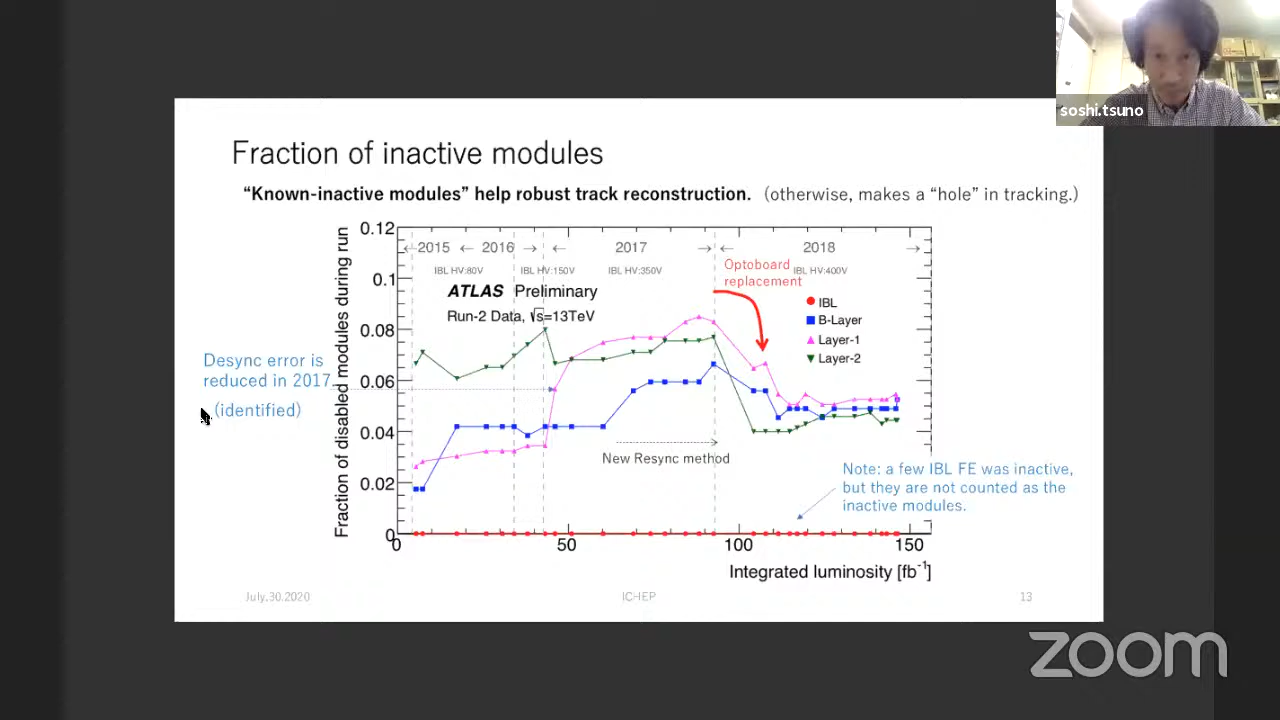 soshi.tsuno
Fraction of inactive modules
“Known-inactive modules” help robust track reconstruction. (otherwise, makes a “hole” in tracking.)
Fraction of disabled modules during run
0.12
0.1
0.08
0.06
0.04
0.02
0
←2015
← 2016 →
← 2017 →
← 2018 →
IBL HV:80V
IBL HV:150V
IBL HV:350V
IBL HV:400V
ATLAS Preliminary
Run-2 Data, √s=13TeV
Optoboard
replacement
IBL
B-Layer
Layer-1
Layer-2
Desync error is
reduced in 2017.
(identified)
New Resync method
Note: a few IBL FE was inactive,
but they are not counted as the
inactive modules.
0 50 100 150
Integrated luminosity [fb⁻¹]
July,30.2020 ICHEP 13
zoom